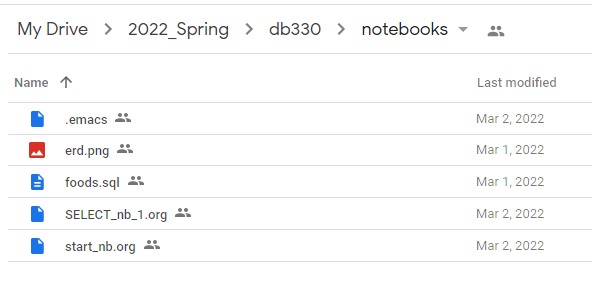 My Drive > 2022_Spring > db330 > notebooks
Name Last modified
.emacs Mar 2, 2022
erd.png Mar 1, 2022
foods.sql Mar 1, 2022
SELECT_nb_1.org Mar 2, 2022
start_nb.org Mar 2, 2022